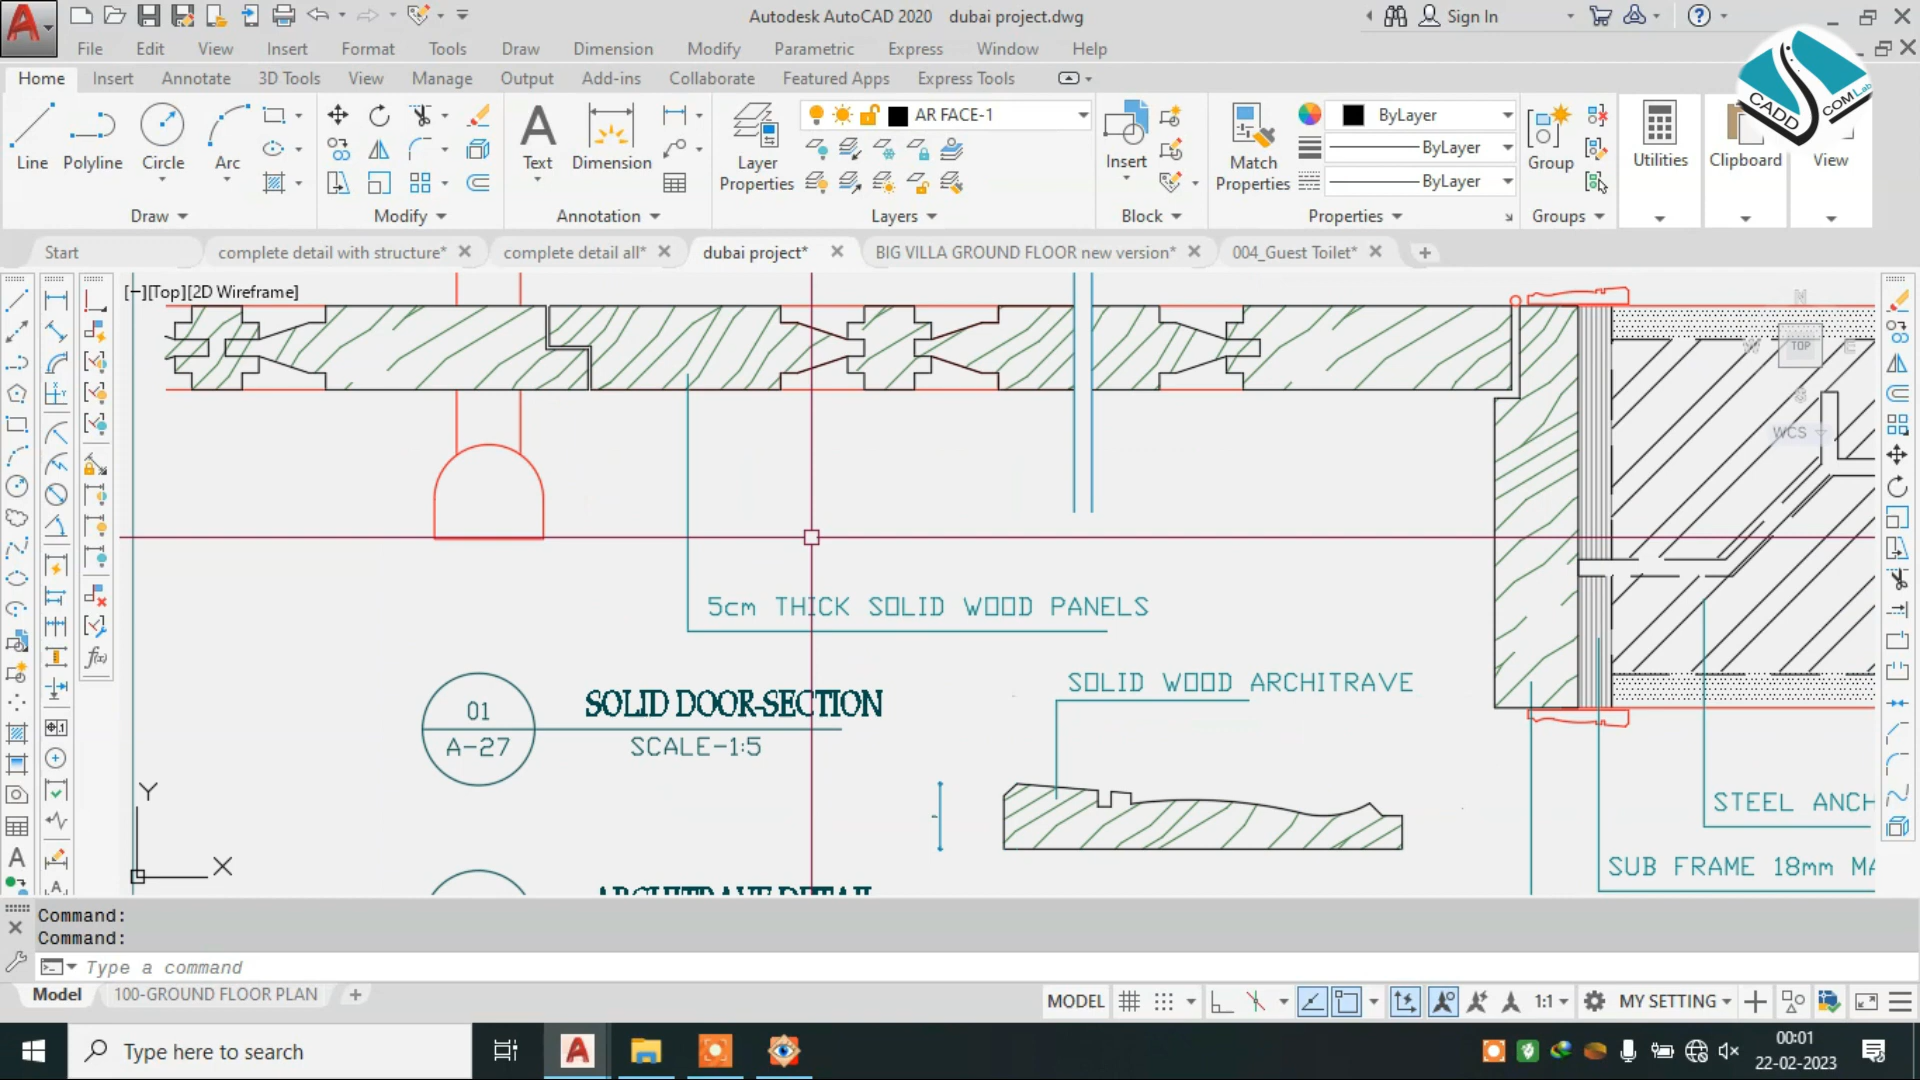 Autodesk AutoCAD 2020 dubai project.dwg
Sign In
File Edit View Insert Format Tools Draw Dimension Modify Parametric Express Window Help
Home Insert Annotate 3D Tools View Manage Output Add-ins Collaborate Featured Apps Express Tools
CADD COM Lab
AR FACE-1
ByLayer
ByLayer
ByLayer
Line Polyline Circle Arc Text Dimension Layer Properties Insert Match Properties Group Utilities Clipboard View
Draw Modify Annotation Layers Block Properties Groups
Start complete detail with structure* complete detail all* dubai project* BIG VILLA GROUND FLOOR new version* 004_Guest Toilet*
[−][Top][2D Wireframe]
TOP
WCS
5cm THICK SOLID WOOD PANELS
SOLID WOOD ARCHITRAVE
01
A-27
SOLID DOOR-SECTION
SCALE-1:5
STEEL ANCH
SUB FRAME 18mm MA
ARCHITRAVE DETAIL
Y
X
Command:
Command:
Type a command
Model 100-GROUND FLOOR PLAN
MODEL 1:1 MY SETTING
Type here to search
00:01
22-02-2023